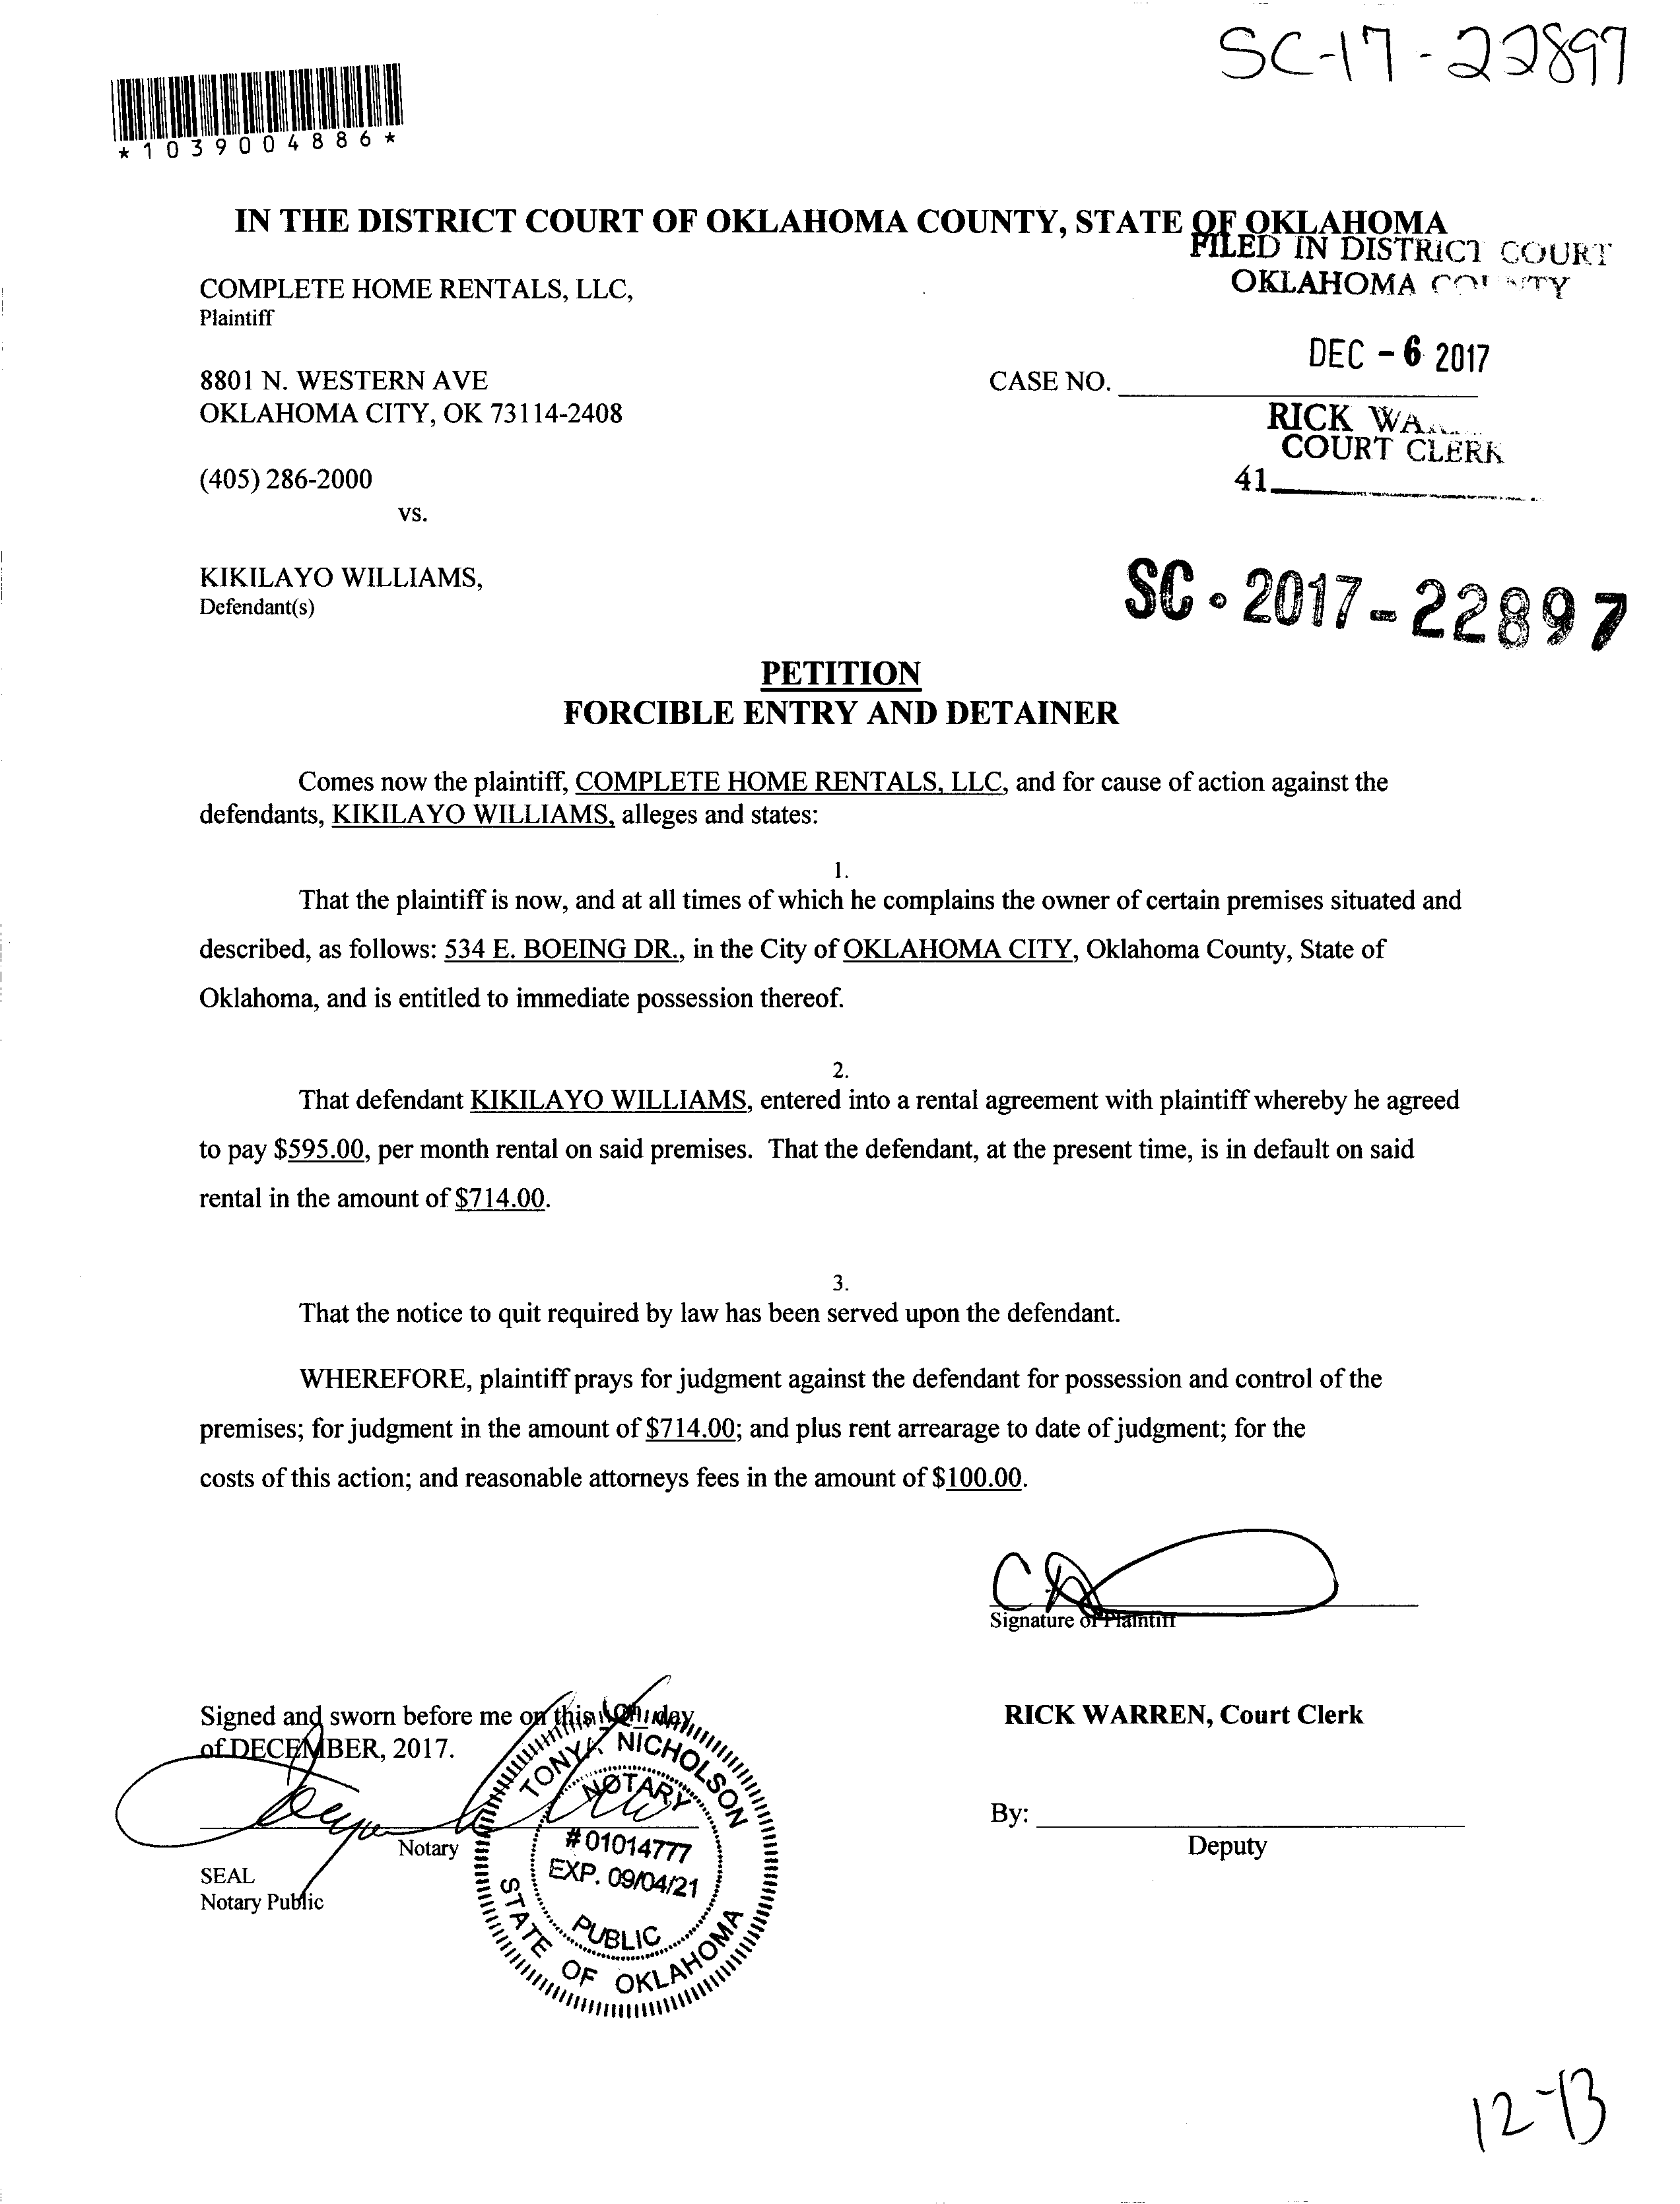 SC-17-22897
*1039004886*
IN THE DISTRICT COURT OF OKLAHOMA COUNTY, STATE OF OKLAHOMA
FILED IN DISTRICT COURT
OKLAHOMA COUNTY
COMPLETE HOME RENTALS, LLC,
Plaintiff
DEC - 6 2017
8801 N. WESTERN AVE
CASE NO.
OKLAHOMA CITY, OK 73114-2408
RICK
COURT CLERK
(405) 286-2000
41
vs.
KIKILAYO WILLIAMS,
Defendant(s)
SC - 2017 - 22897
PETITION
FORCIBLE ENTRY AND DETAINER
Comes now the plaintiff, COMPLETE HOME RENTALS, LLC, and for cause of action against the
defendants, KIKILAYO WILLIAMS, alleges and states:
1.
That the plaintiff is now, and at all times of which he complains the owner of certain premises situated and
described, as follows: 534 E. BOEING DR., in the City of OKLAHOMA CITY, Oklahoma County, State of
Oklahoma, and is entitled to immediate possession thereof.
2.
That defendant KIKILAYO WILLIAMS, entered into a rental agreement with plaintiff whereby he agreed
to pay $595.00, per month rental on said premises. That the defendant, at the present time, is in default on said
rental in the amount of $714.00.
3.
That the notice to quit required by law has been served upon the defendant.
WHEREFORE, plaintiff prays for judgment against the defendant for possession and control of the
premises; for judgment in the amount of $714.00; and plus rent arrearage to date of judgment; for the
costs of this action; and reasonable attorneys fees in the amount of $100.00.
Signature of Plaintiff
Signed and sworn before me on this day
of DECEMBER, 2017.
RICK WARREN, Court Clerk
Notary
By:
Deputy
SEAL
Notary Public
TONYA NICHOLSON
NOTARY
#01014777
EXP. 09/04/21
PUBLIC
STATE OF OKLAHOMA
12-13